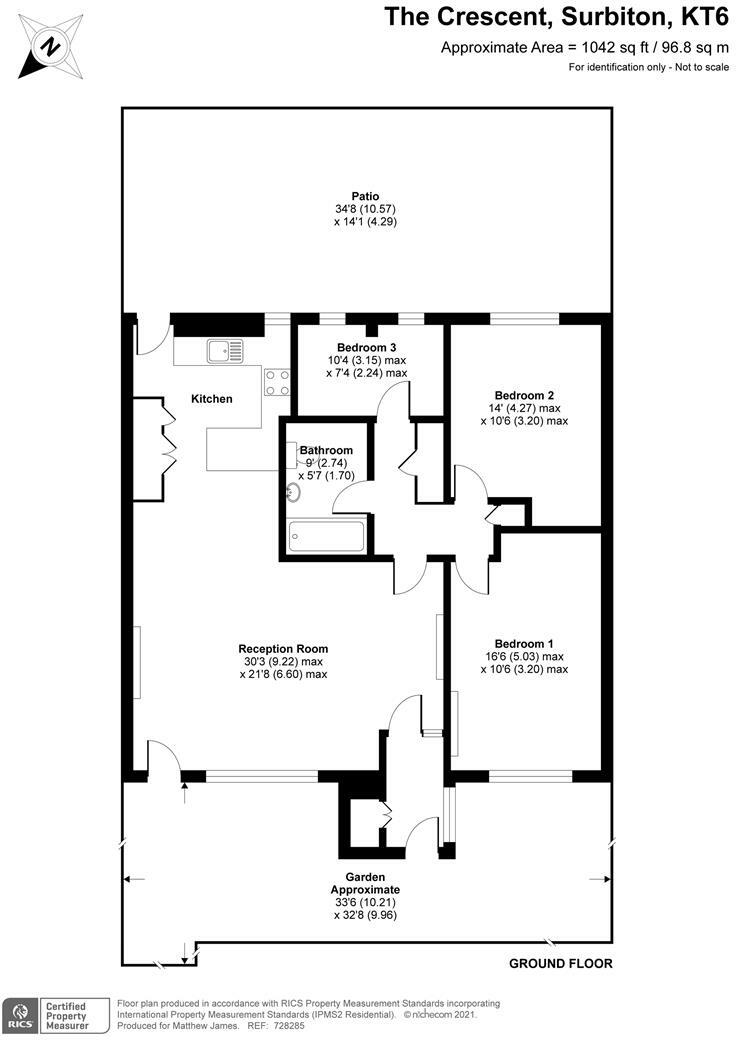 The Crescent, Surbiton, KT6
Approximate Area = 1042 sq ft / 96.8 sq m
For identification only - Not to scale
N
Patio
34'8 (10.57)
x 14'1 (4.29)
Bedroom 3
10'4 (3.15) max
x 7'4 (2.24) max
Kitchen
Bedroom 2
14' (4.27) max
x 10'6 (3.20) max
Bathroom
9' (2.74)
x 5'7 (1.70)
Reception Room
30'3 (9.22) max
x 21'8 (6.60) max
Bedroom 1
16'6 (5.03) max
x 10'6 (3.20) max
Garden
Approximate
33'6 (10.21)
x 32'8 (9.96)
GROUND FLOOR
RICS
Certified
Property
Measurer
Floor plan produced in accordance with RICS Property Measurement Standards incorporating
International Property Measurement Standards (IPMS2 Residential). © nichecom 2021.
Produced for Matthew James. REF: 728285